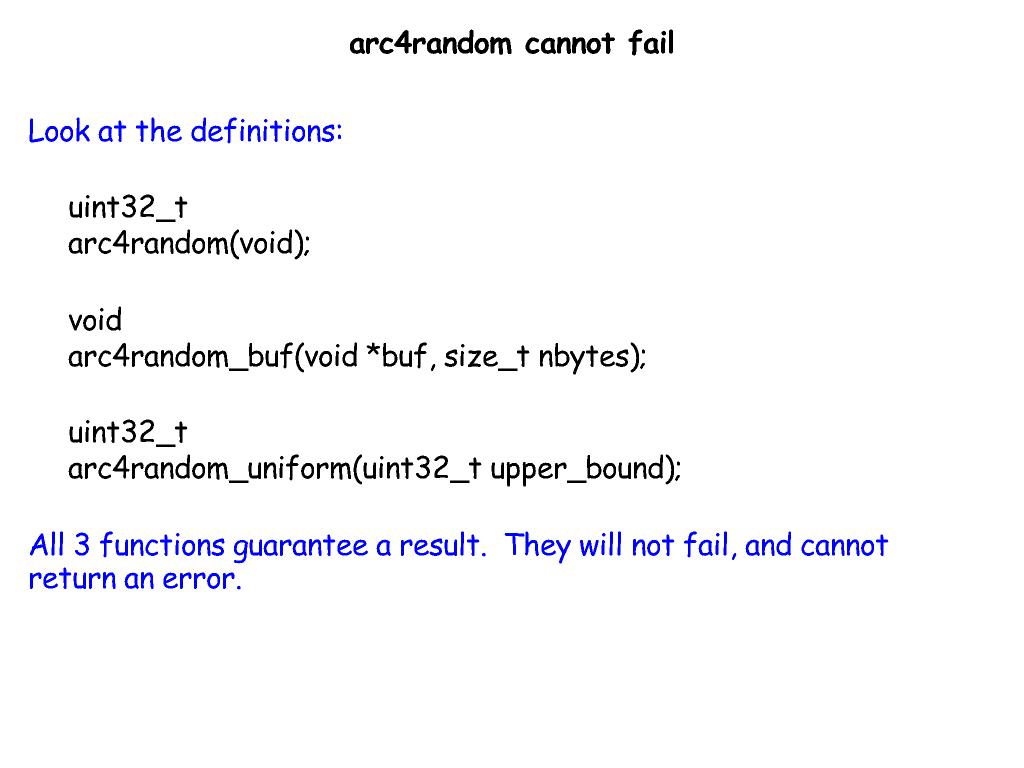 arc4random cannot fail
Look at the definitions:
uint32_t
arc4random(void);
void
arc4random_buf(void *buf, size_t nbytes);
uint32_t
arc4random_uniform(uint32_t upper_bound);
All 3 functions guarantee a result.  They will not fail, and cannot
return an error.